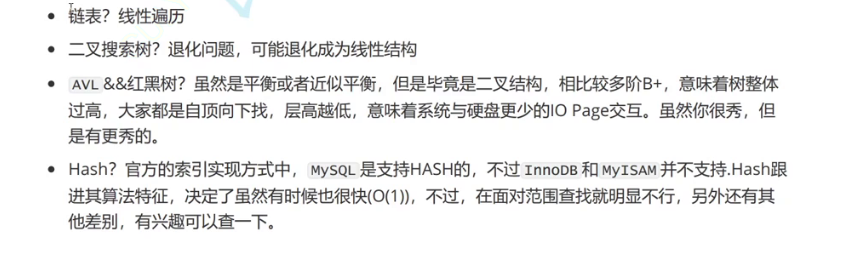 链表？线性遍历
二叉搜索树？退化问题，可能退化成为线性结构
AVL&&红黑树？虽然是平衡或者近似平衡，但是毕竟是二叉结构，相比较多阶B+，意味着树整体
过高，大家都是自顶向下找，层高越低，意味着系统与硬盘更少的IO Page交互。虽然你很秀，但
是有更秀的。
Hash？官方的索引实现方式中，MySQL是支持HASH的，不过InnoDB和MyISAM并不支持.Hash跟
进其算法特征，决定了虽然有时候也很快(O(1))，不过，在面对范围查找就明显不行，另外还有其
他差别，有兴趣可以查一下。